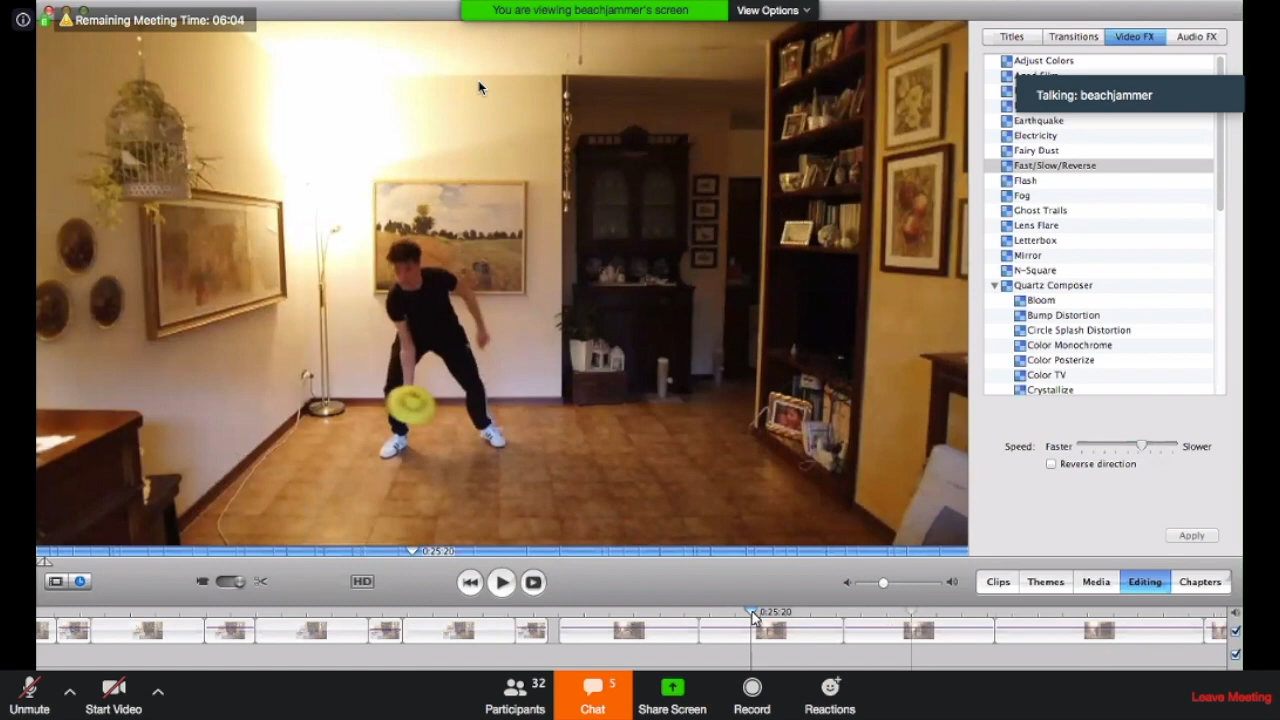 Remaining Meeting Time: 06:04
You are viewing beachjammer's screen
View Options
Titles
Transitions
Video FX
Audio FX
Adjust Colors
Talking: beachjammer
Earthquake
Electricity
Fairy Dust
Fast/Slow/Reverse
Flash
Fog
Ghost Trails
Lens Flare
Letterbox
Mirror
N-Square
Quartz Composer
Bloom
Bump Distortion
Circle Splash Distortion
Color Monochrome
Color Posterize
Color TV
Crystallize
Speed: Faster Slower
Reverse direction
Apply
0:25:20
HD
Clips
Themes
Media
Editing
Chapters
0:25:20
Unmute
Start Video
32
Participants
5
Chat
Share Screen
Record
Reactions
Leave Meeting